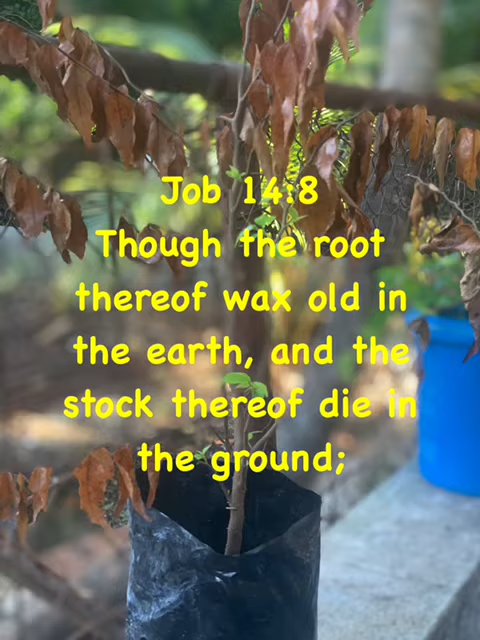 Job 14:8
Though the root
thereof wax old in
the earth, and the
stock thereof die in
the ground;